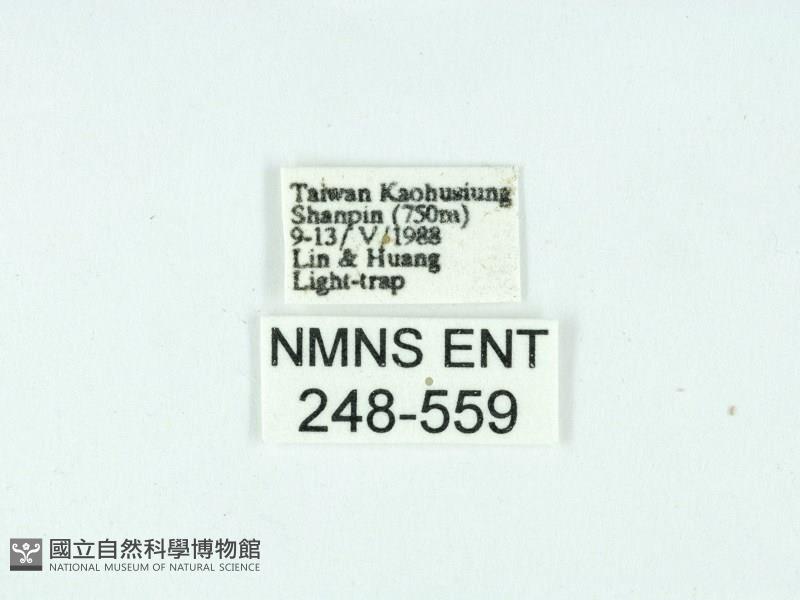 Taiwan Kaohusiung
Shanpin (750m)
9-13/ V/1988
Lin & Huang
Light-trap
NMNS ENT
248-559
國立自然科學博物館
NATIONAL MUSEUM OF NATURAL SCIENCE